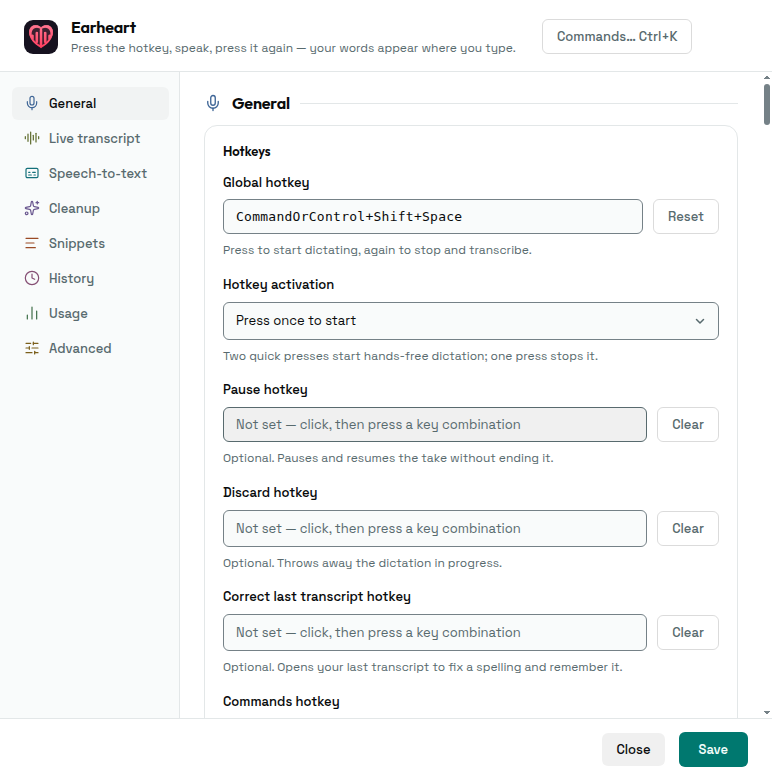 Earheart
Press the hotkey, speak, press it again — your words appear where you type.
Commands... Ctrl+K
General
Live transcript
Speech-to-text
Cleanup
Snippets
History
Usage
Advanced
General
Hotkeys
Global hotkey
CommandOrControl+Shift+Space
Reset
Press to start dictating, again to stop and transcribe.
Hotkey activation
Press once to start
Two quick presses start hands-free dictation; one press stops it.
Pause hotkey
Not set — click, then press a key combination
Clear
Optional. Pauses and resumes the take without ending it.
Discard hotkey
Not set — click, then press a key combination
Clear
Optional. Throws away the dictation in progress.
Correct last transcript hotkey
Not set — click, then press a key combination
Clear
Optional. Opens your last transcript to fix a spelling and remember it.
Commands hotkey
Close
Save